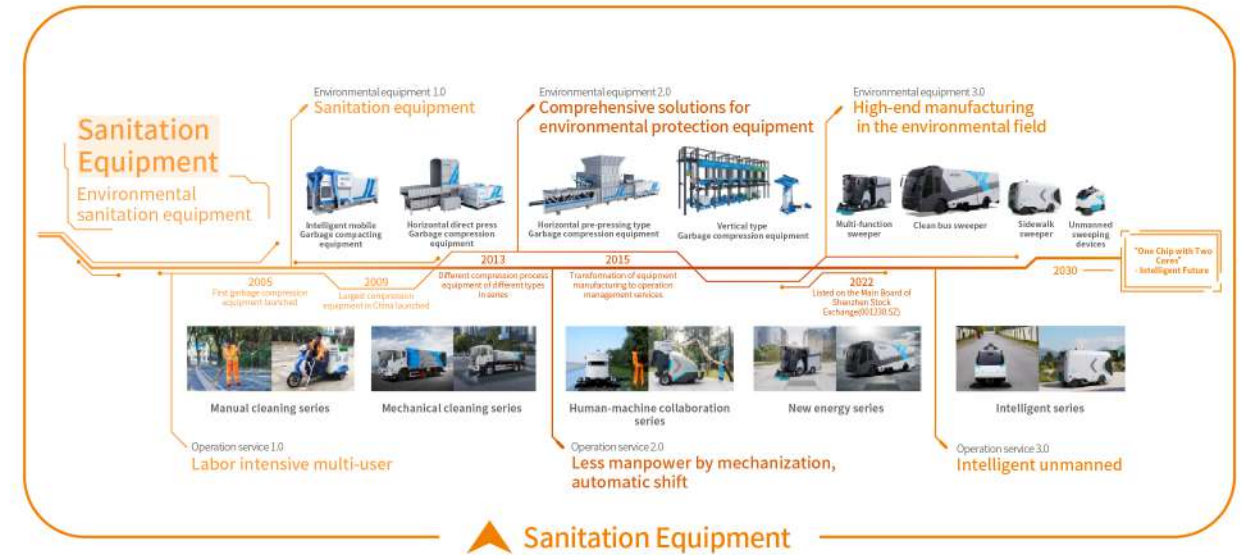 Sanitation
Equipment
Environmental
sanitation equipment
Environmental equipment 1.0
Sanitation equipment
Environmental equipment 2.0
Comprehensive solutions for
environmental protection equipment
Environmental equipment 3.0
High-end manufacturing
in the environmental field
Intelligent mobile
Garbage compacting
equipment
Horizontal direct press
Garbage compression
equipment
Horizontal pre-pressing type
Garbage compression equipment
Vertical type
Garbage compression equipment
Multi-function
sweeper
Clean bus sweeper
Sidewalk
sweeper
Unmanned
sweeping
devices
2005
First garbage compression
equipment launched
2009
Largest compression
equipment in China launched
2013
Different compression process
equipment of different types
in series
2015
Transformation of equipment
manufacturing to operation
management services
2022
Listed on the Main Board of
Shenzhen Stock
Exchange(001230.SZ)
2030
"One Chip with Two
Cores"
- Intelligent Future
Manual cleaning series
Mechanical cleaning series
Human-machine collaboration
series
New energy series
Intelligent series
Operation service 1.0
Labor intensive multi-user
Operation service 2.0
Less manpower by mechanization,
automatic shift
Operation service 3.0
Intelligent unmanned
Sanitation Equipment